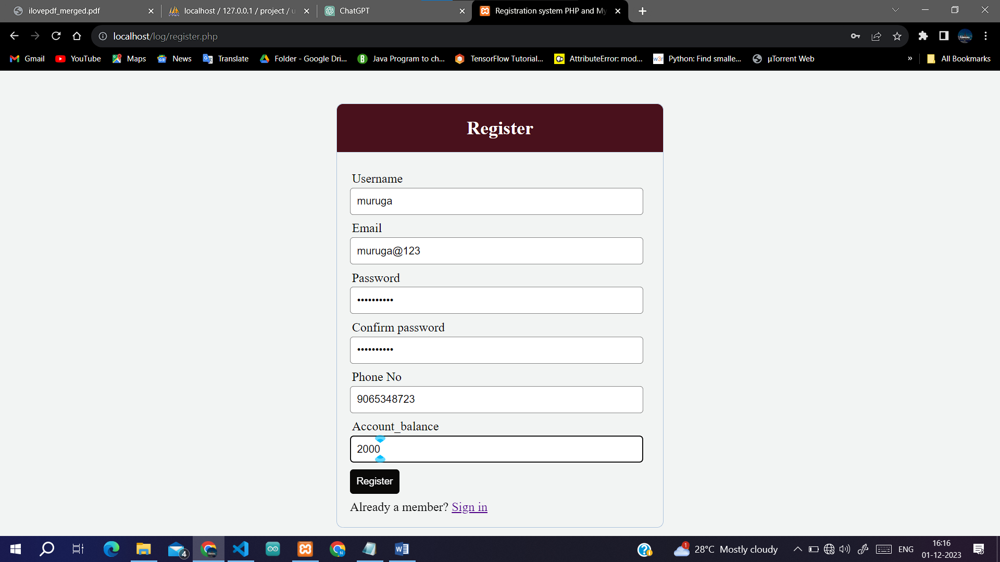 ilovepdf_merged.pdf
localhost / 127.0.0.1 / project / u
ChatGPT
Registration system PHP and My
localhost/log/register.php
Gmail
YouTube
Maps
News
Translate
Folder - Google Dri...
Java Program to ch...
TensorFlow Tutorial...
AttributeError: mod...
Python: Find smalle...
µTorrent Web
»
All Bookmarks
Register
Username
muruga
Email
muruga@123
Password
••••••••••
Confirm password
••••••••••
Phone No
9065348723
Account_balance
2000
Register
Already a member? Sign in
4
1
28°C Mostly cloudy
ENG
16:16
01-12-2023